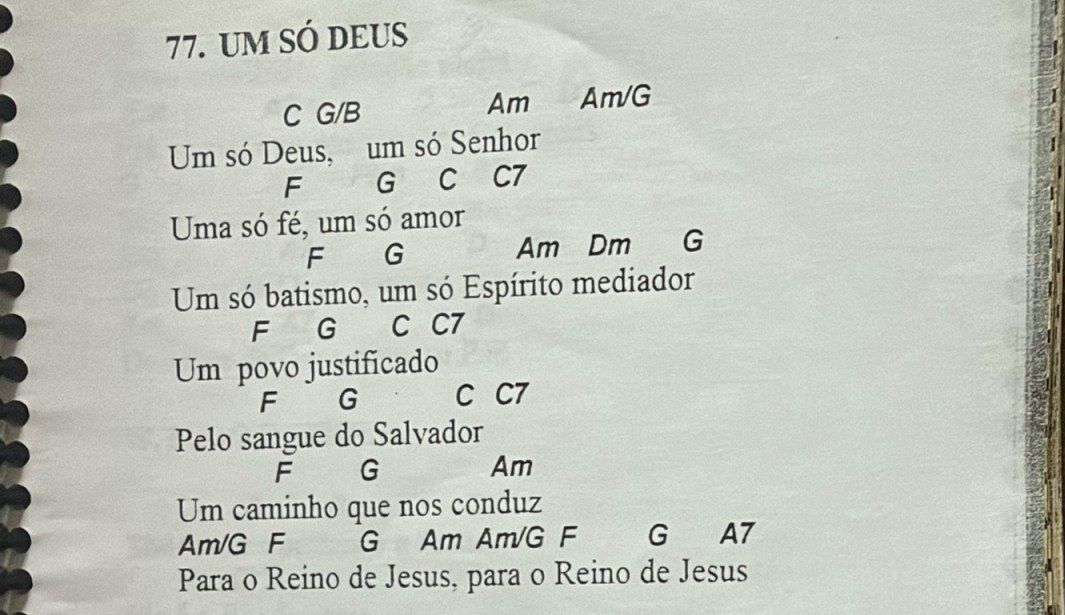 77. UM SÓ DEUS
C G/B Am Am/G
Um só Deus, um só Senhor
F G C C7
Uma só fé, um só amor
F G Am Dm G
Um só batismo, um só Espírito mediador
F G C C7
Um povo justificado
F G C C7
Pelo sangue do Salvador
F G Am
Um caminho que nos conduz
Am/G F G Am Am/G F G A7
Para o Reino de Jesus, para o Reino de Jesus